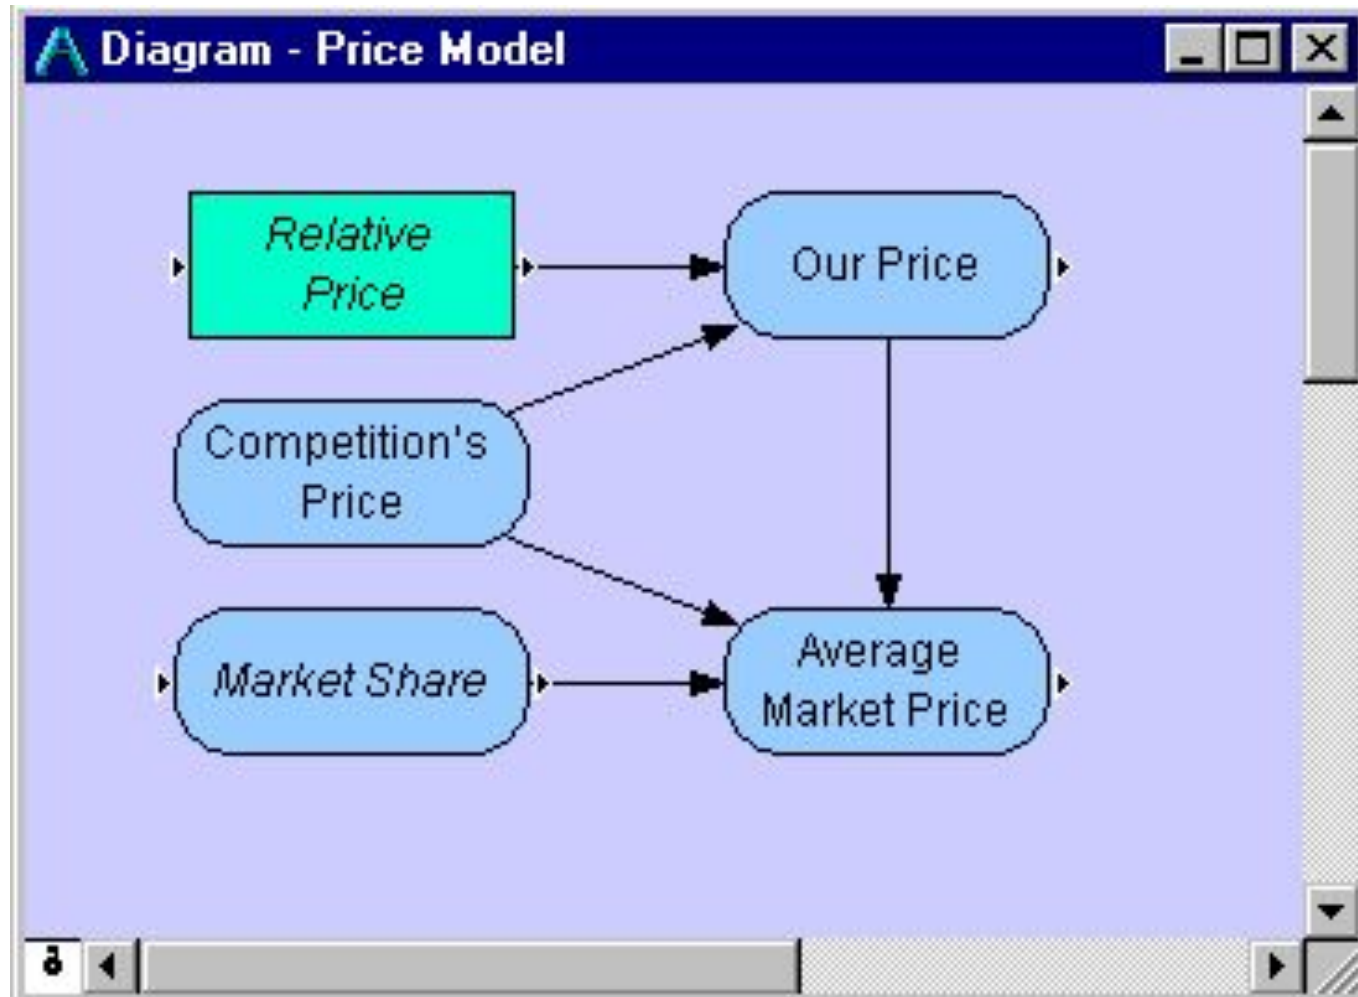 Diagram - Price Model
Relative
Price
Our Price
Competition's
Price
Market Share
Average
Market Price